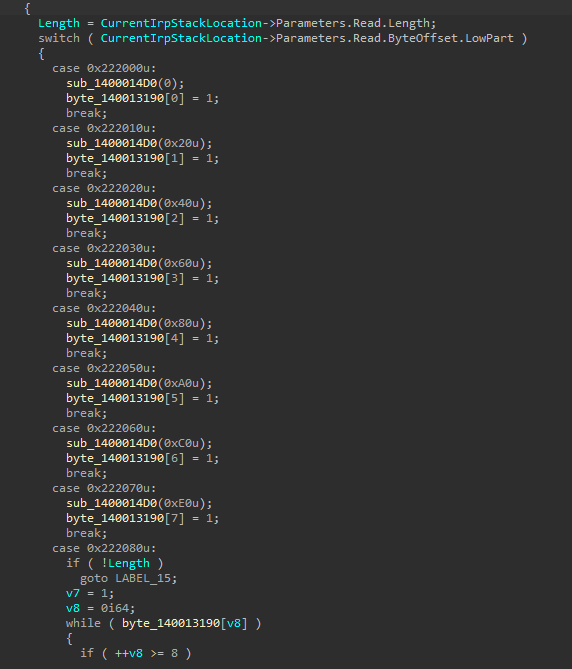 {
Length = CurrentIrpStackLocation->Parameters.Read.Length;
switch ( CurrentIrpStackLocation->Parameters.Read.ByteOffset.LowPart )
{
case 0x222000u:
sub_1400014D0(0);
byte_140013190[0] = 1;
break;
case 0x222010u:
sub_1400014D0(0x20u);
byte_140013190[1] = 1;
break;
case 0x222020u:
sub_1400014D0(0x40u);
byte_140013190[2] = 1;
break;
case 0x222030u:
sub_1400014D0(0x60u);
byte_140013190[3] = 1;
break;
case 0x222040u:
sub_1400014D0(0x80u);
byte_140013190[4] = 1;
break;
case 0x222050u:
sub_1400014D0(0xA0u);
byte_140013190[5] = 1;
break;
case 0x222060u:
sub_1400014D0(0xC0u);
byte_140013190[6] = 1;
break;
case 0x222070u:
sub_1400014D0(0xE0u);
byte_140013190[7] = 1;
break;
case 0x222080u:
if ( !Length )
goto LABEL_15;
v7 = 1;
v8 = 0i64;
while ( byte_140013190[v8] )
{
if ( ++v8 >= 8 )